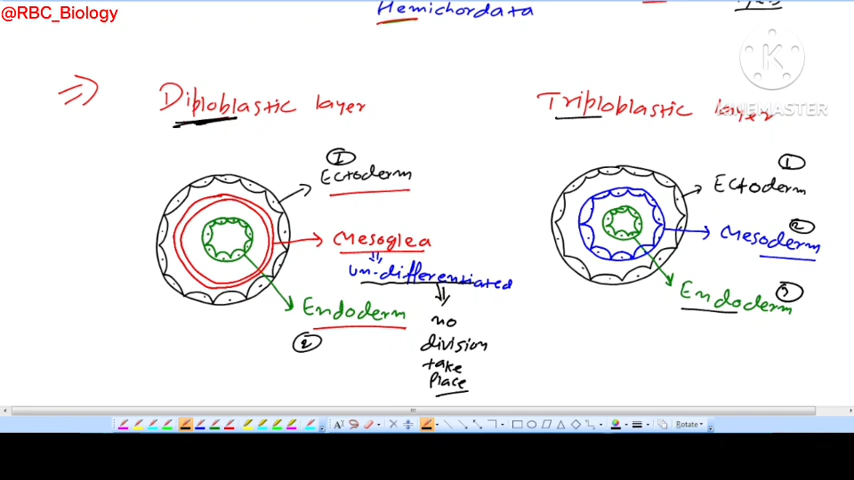 @RBC_Biology
Hemichordata
K
KINEMASTER
Diploblastic layer
Triploblastic layer
1
Ectoderm
Mesoglea
un-differentiated
no
division
take
Place
Endoderm
2
1
Ectoderm
2
Mesoderm
3
Endoderm
Rotate